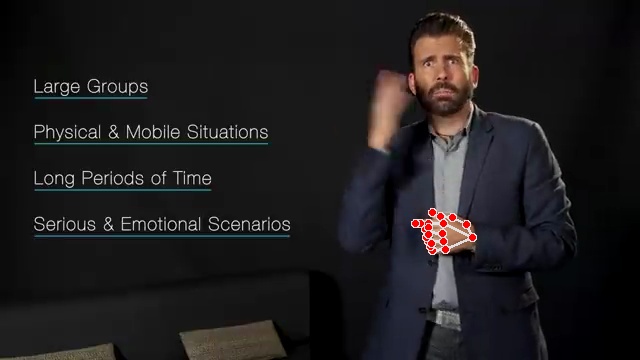 Large Groups
Physical & Mobile Situations
Long Periods of Time
Serious & Emotional Scenarios